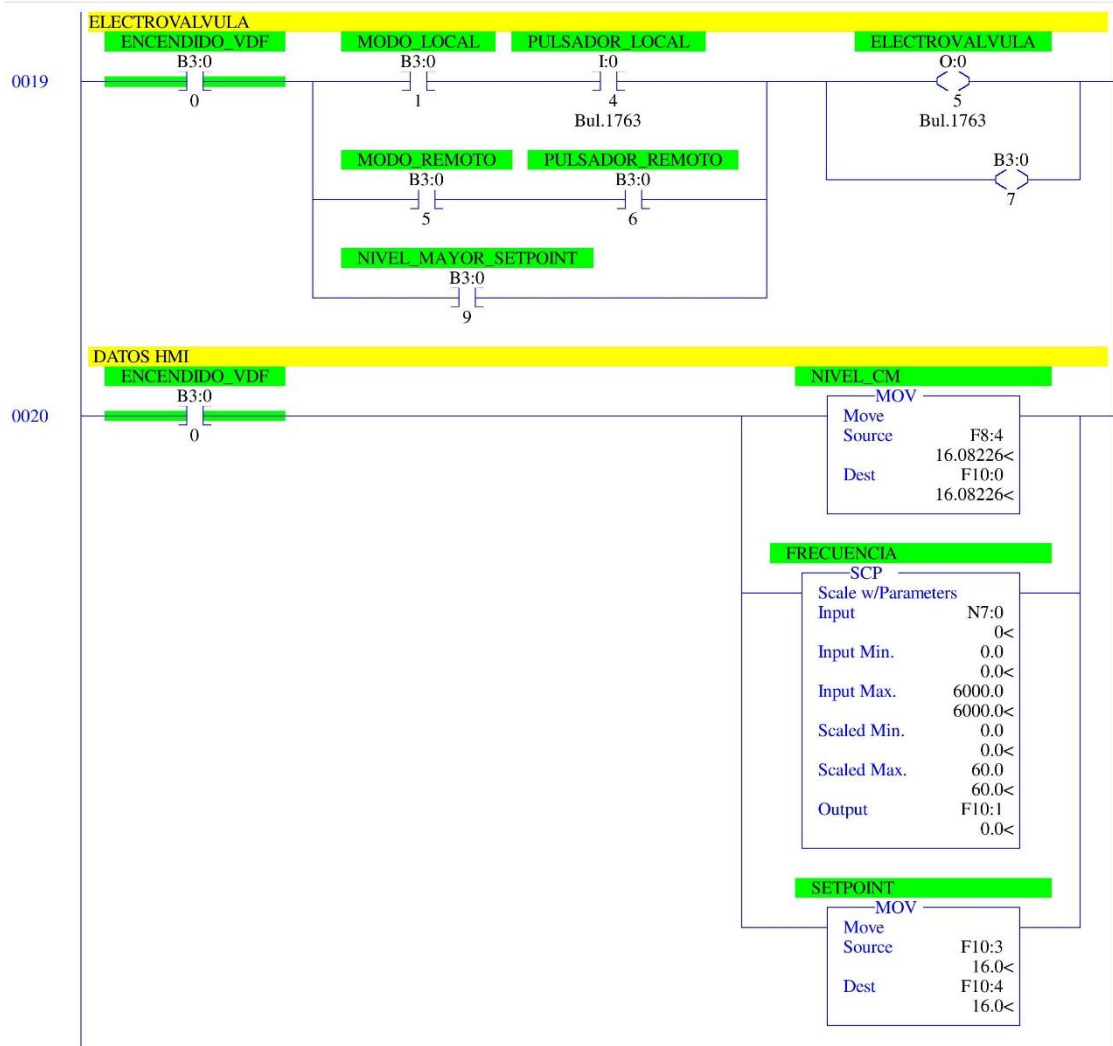 ELECTROVALVULA
ENCENDIDO_VDF MODO_LOCAL PULSADOR_LOCAL ELECTROVALVULA
B3:0 B3:0 I:0 O:0
0019
0 1 4 5
Bul.1763 Bul.1763
MODO_REMOTO PULSADOR_REMOTO B3:0
B3:0 B3:0
7
5 6
NIVEL_MAYOR_SETPOINT
B3:0
9
DATOS HMI
ENCENDIDO_VDF NIVEL_CM
B3:0 MOV
0020 Move
0 Source F8:4
16.08226<
Dest F10:0
16.08226<
FRECUENCIA
SCP
Scale w/Parameters
Input N7:0
0<
Input Min. 0.0
0.0<
Input Max. 6000.0
6000.0<
Scaled Min. 0.0
0.0<
Scaled Max. 60.0
60.0<
Output F10:1
0.0<
SETPOINT
MOV
Move
Source F10:3
16.0<
Dest F10:4
16.0<